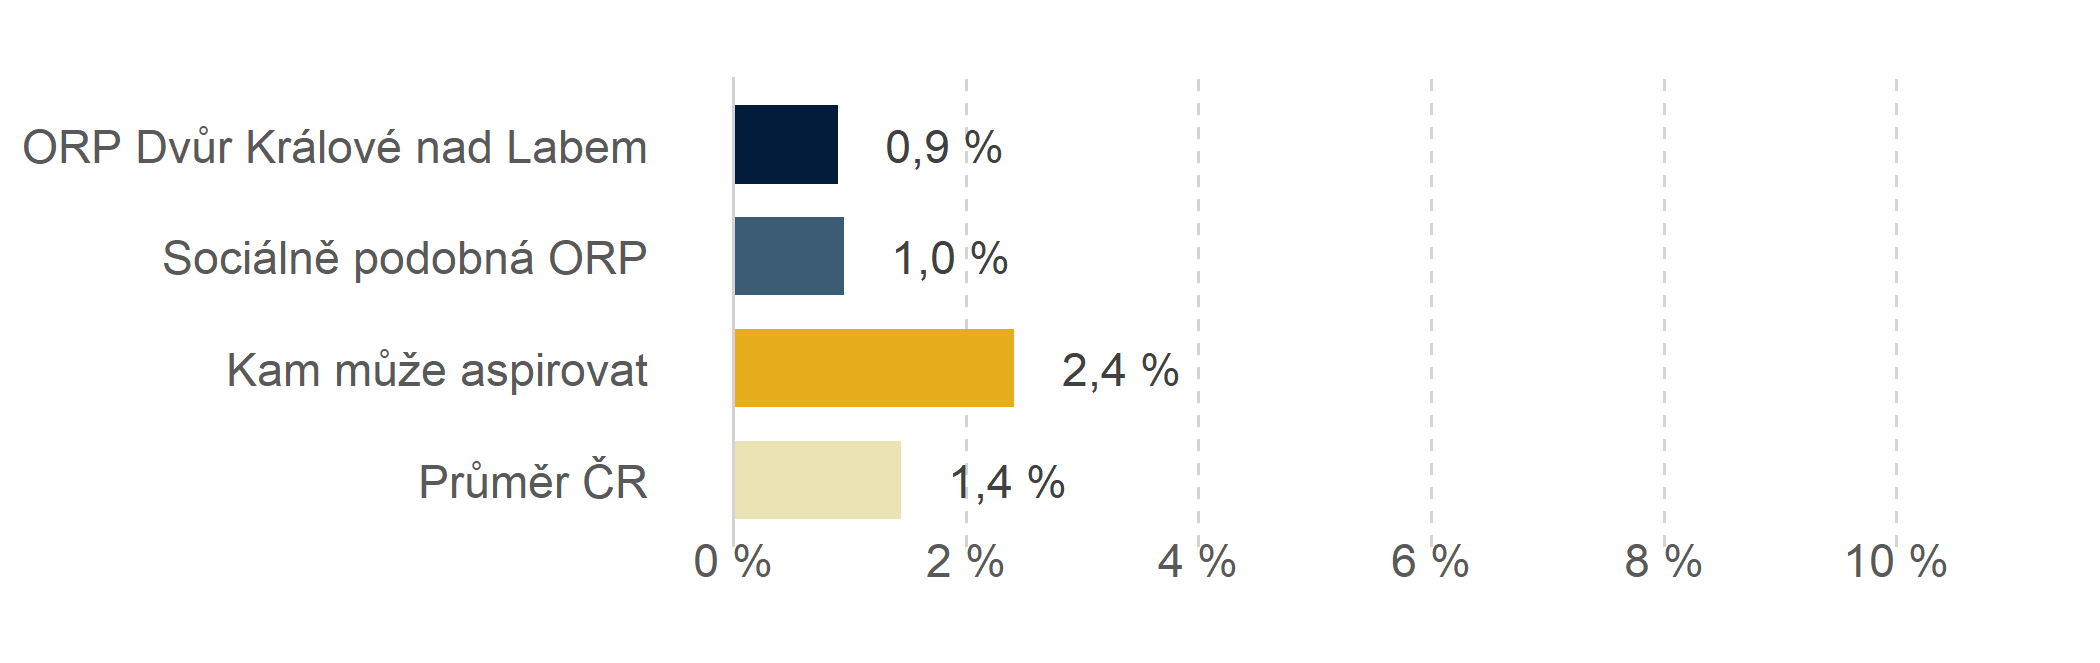 ORP Dvůr Králové nad Labem 0,9 %
Sociálně podobná ORP 1,0 %
Kam může aspirovat 2,4 %
Průměr ČR 1,4 %
0 % 2 % 4 % 6 % 8 % 10 %